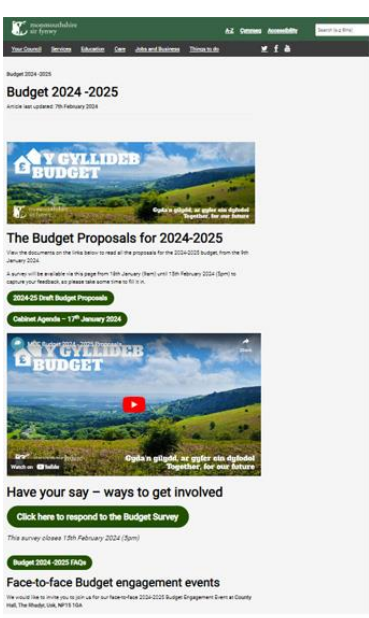 monmouthshire
sir fynwy
A-Z Cymraeg Accessibility
Your Council Services Education Care Jobs and Business Things to do
Budget 2024 -2025
Budget 2024 -2025
Article last updated: 7th February 2024
Y GYLLIDEB
BUDGET
monmouthshire
sir fynwy
Gyda'n gilydd, ar gyfer ein dyfodol
Together, for our future
The Budget Proposals for 2024-2025
View the documents on the links below to read all the proposals for the 2024-2025 budget, from the 9th
January 2024.
A survey will be available via this page from 18th January (9am) until 15th February 2024 (5pm) to
capture your feedback, so please take some time to fill it in.
2024-25 Draft Budget Proposals
Cabinet Agenda – 17th January 2024
MCC Budget 2024 - 2025 Proposals
Share
Y GYLLIDEB
BUDGET
Watch on YouTube
Gyda'n gilydd, ar gyfer ein dyfodol
Together, for our future
Have your say – ways to get involved
Click here to respond to the Budget Survey
This survey closes 15th February 2024 (5pm)
Budget 2024 -2025 FAQs
Face-to-face Budget engagement events
We would like to invite you to join us for our face-to-face 2024-2025 Budget Engagement Event at County
Hall, The Rhadyr, Usk, NP15 1GA